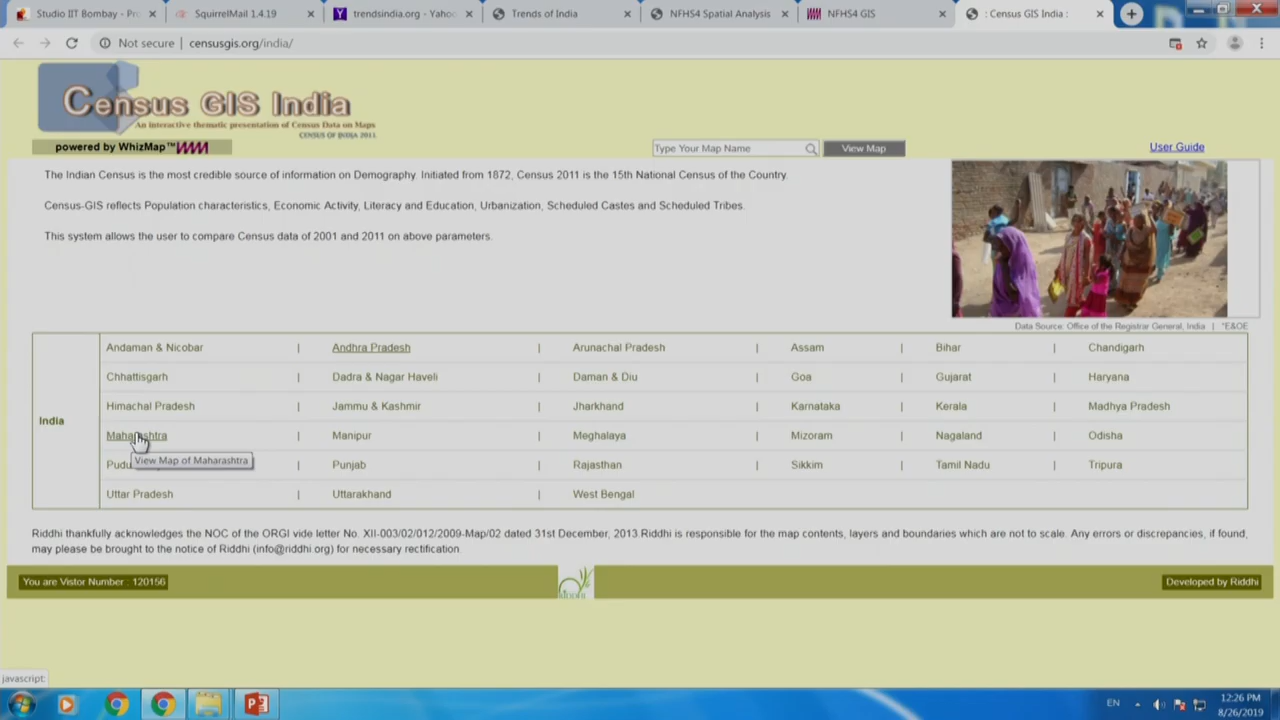 Studio IIT Bombay - Pro
SquirrelMail 1.4.19
trendsindia.org - Yahoo
Trends of India
NFHS4 Spatial Analysis
NFHS4 GIS
: Census GIS India :
Not secure | censusgis.org/india/
Census GIS India
An interactive thematic presentation of Census Data on Maps
CENSUS OF INDIA 2011
powered by WhizMap™
Type Your Map Name
View Map
User Guide
The Indian Census is the most credible source of information on Demography. Initiated from 1872, Census 2011 is the 15th National Census of the Country.
Census-GIS reflects Population characteristics, Economic Activity, Literacy and Education, Urbanization, Scheduled Castes and Scheduled Tribes.
This system allows the user to compare Census data of 2001 and 2011 on above parameters.
Data Source: Office of the Registrar General, India | *E&OE
Andaman & Nicobar | Andhra Pradesh | Arunachal Pradesh | Assam | Bihar | Chandigarh
Chhattisgarh | Dadra & Nagar Haveli | Daman & Diu | Goa | Gujarat | Haryana
Himachal Pradesh | Jammu & Kashmir | Jharkhand | Karnataka | Kerala | Madhya Pradesh
India
Maharashtra | Manipur | Meghalaya | Mizoram | Nagaland | Odisha
View Map of Maharashtra
Pudu | Punjab | Rajasthan | Sikkim | Tamil Nadu | Tripura
Uttar Pradesh | Uttarakhand | West Bengal
Riddhi thankfully acknowledges the NOC of the ORGI vide letter No. XII-003/02/012/2009-Map/02 dated 31st December, 2013.Riddhi is responsible for the map contents, layers and boundaries which are not to scale. Any errors or discrepancies, if found,
may please be brought to the notice of Riddhi (info@riddhi.org) for necessary rectification
You are Vistor Number : 120156
RIDDHI
Developed by Riddhi
javascript:
EN
12:26 PM
8/26/2019